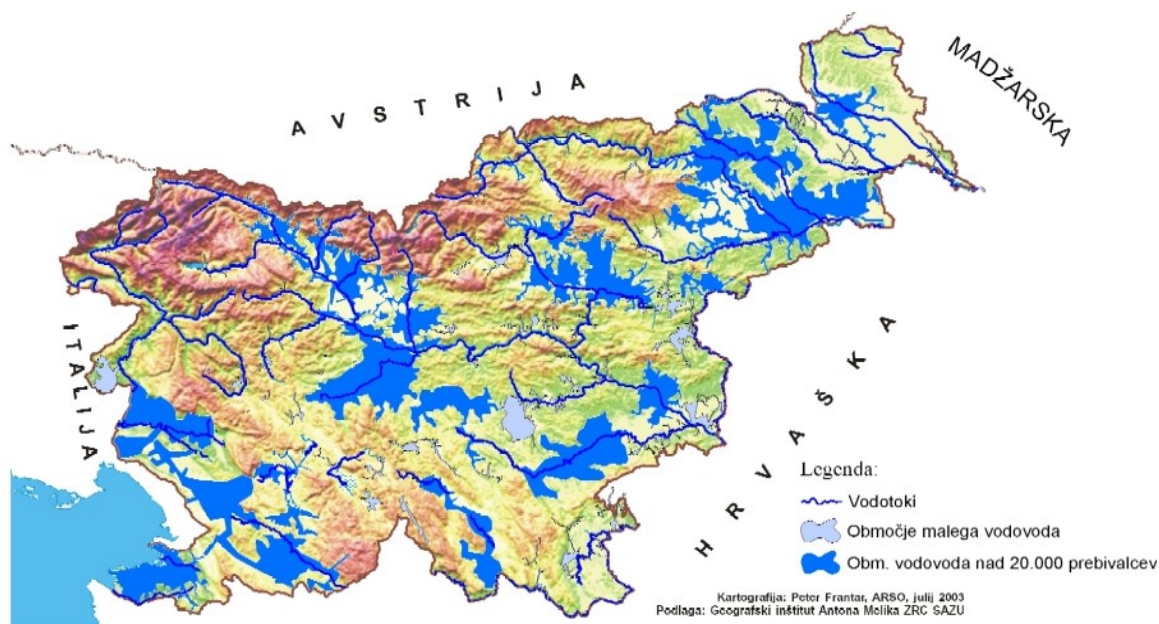 AVSTRIJA
MADŽARSKA
ITALIJA
HRVAŠKA
Legenda:
Vodotoki
Območje malega vodovoda
Obm. vodovoda nad 20.000 prebivalcev
Kartografija: Peter Frantar, ARSO, julij 2003
Podlaga: Geografski inštitut Antona Melika ZRC SAZU